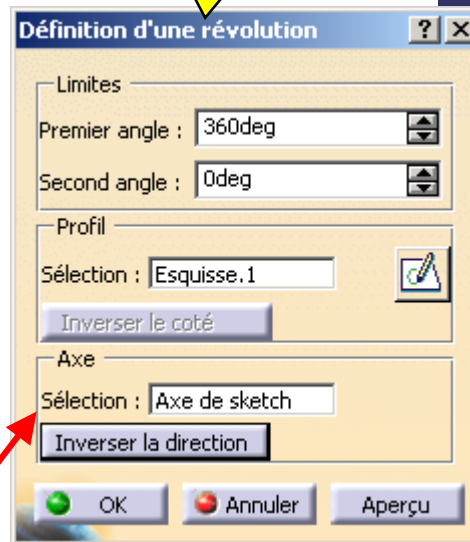 Définition d'une révolution
Limites
Premier angle : 360deg
Second angle : 0deg
Profil
Sélection : Esquisse.1
Inverser le coté
Axe
Sélection : Axe de sketch
Inverser la direction
OK Annuler Aperçu